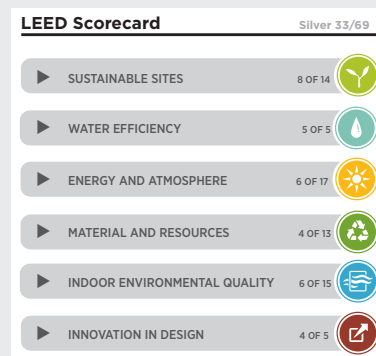 LEED Scorecard Silver 33/69
SUSTAINABLE SITES 8 OF 14
WATER EFFICIENCY 5 OF 5
ENERGY AND ATMOSPHERE 6 OF 17
MATERIAL AND RESOURCES 4 OF 13
INDOOR ENVIRONMENTAL QUALITY 6 OF 15
INNOVATION IN DESIGN 4 OF 5